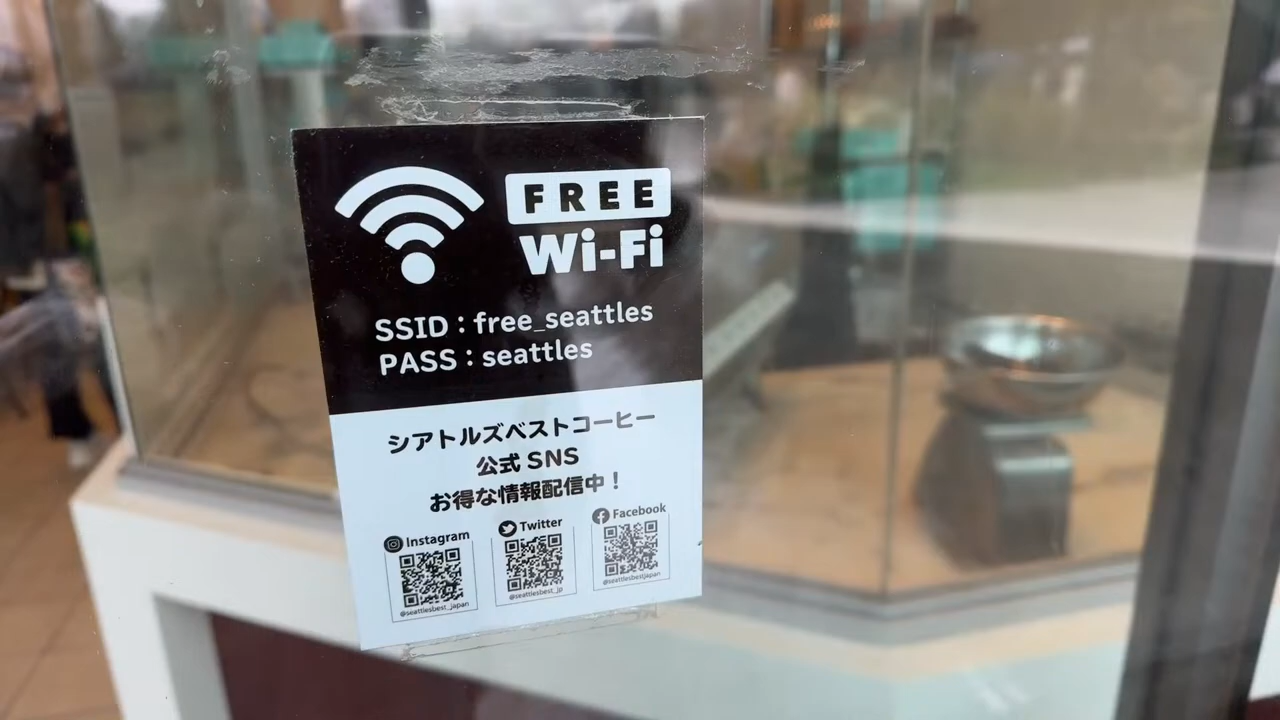 FREE
Wi-Fi
SSID：free_seattles
PASS：seattles
シアトルズベストコーヒー
公式 SNS
お得な情報配信中！
Instagram
Twitter
Facebook
@seattlesbest_japan
@seattlesbest_jp
@seattlesbestjapan